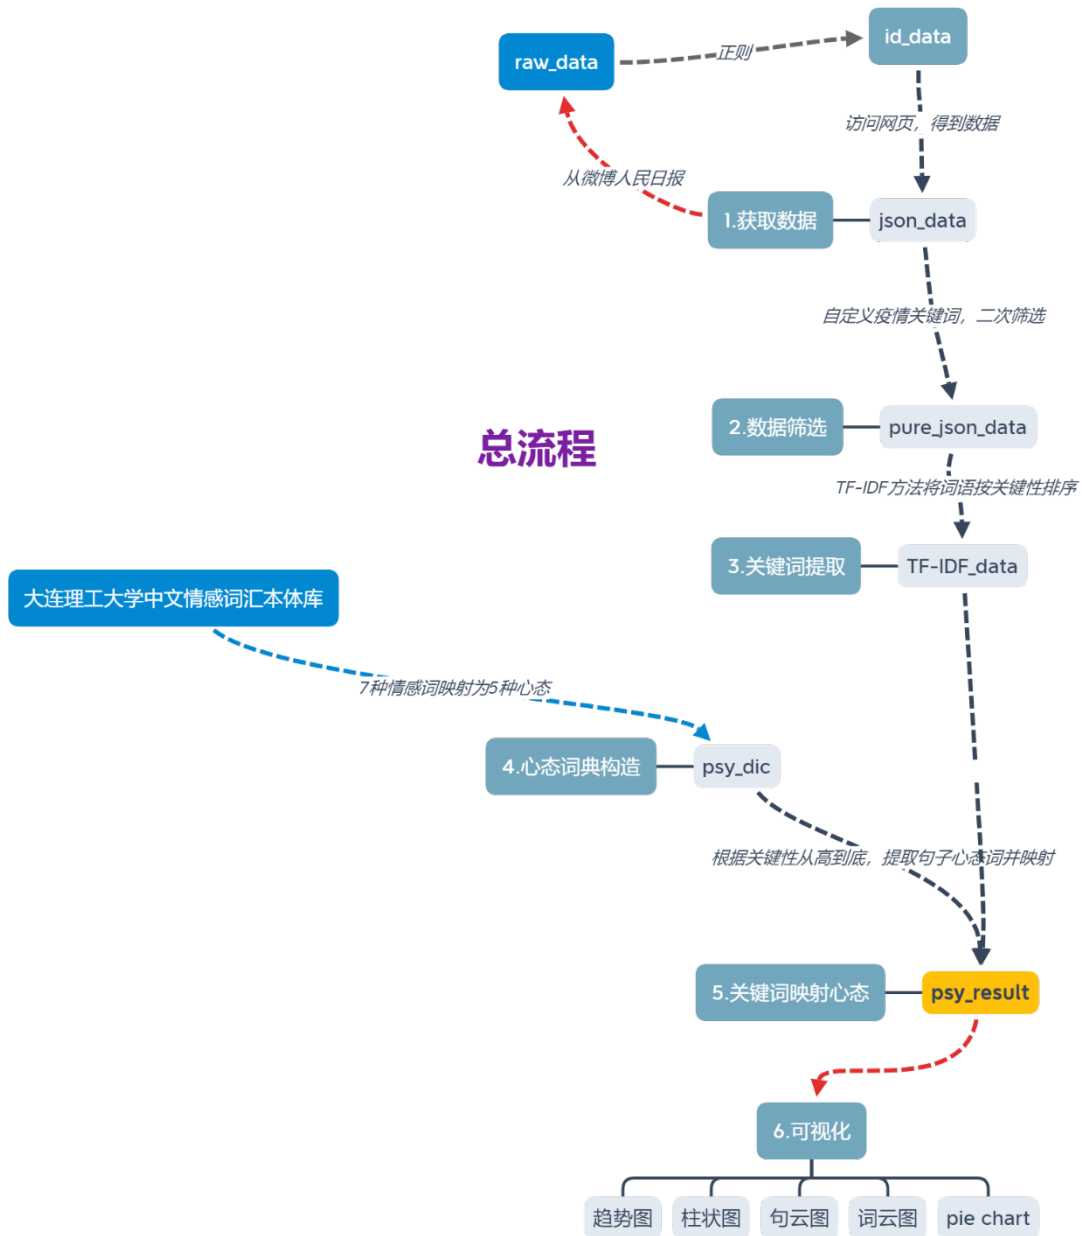 id_data
raw_data
正则
访问网页，得到数据
从微博人民日报
1.获取数据
json_data
自定义疫情关键词，二次筛选
2.数据筛选
pure_json_data
总流程
TF-IDF方法将词语按关键性排序
3.关键词提取
TF-IDF_data
大连理工大学中文情感词汇本体库
7种情感词映射为5种心态
4.心态词典构造
psy_dic
根据关键性从高到底，提取句子心态词并映射
5.关键词映射心态
psy_result
6.可视化
趋势图
柱状图
句云图
词云图
pie chart